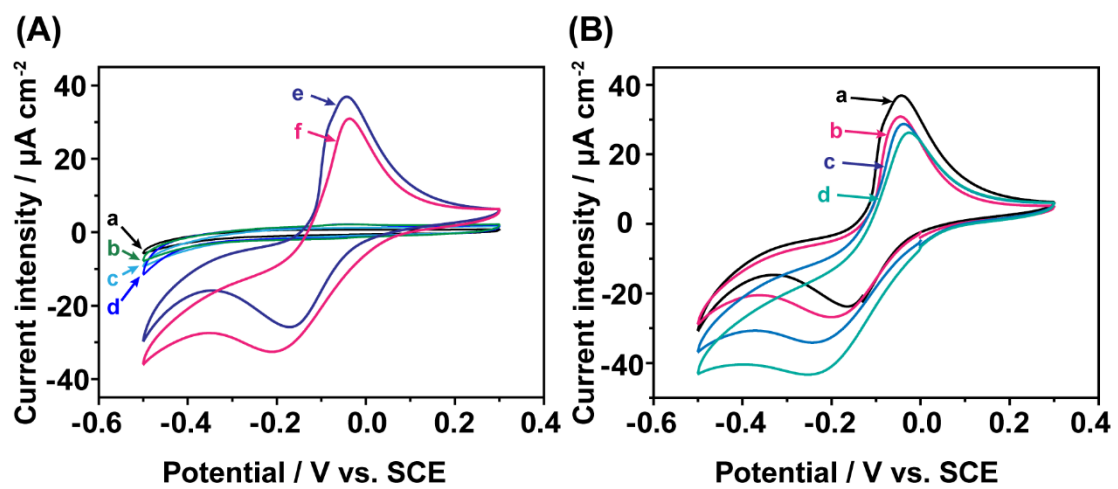 (A)
40
20
0
-20
-40
-0.6
-0.4
-0.2
0.0
0.2
0.4
Current intensity / µA cm⁻²
Potential / V vs. SCE
a
b
c
d
e
f
(B)
40
20
0
-20
-40
-0.6
-0.4
-0.2
0.0
0.2
0.4
Current intensity / µA cm⁻²
Potential / V vs. SCE
a
b
c
d